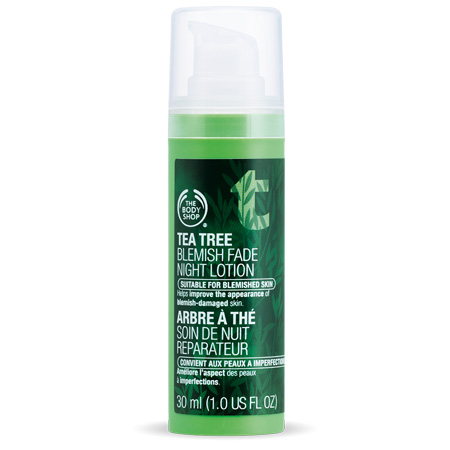 THE
BODY
SHOP
®
t
TEA TREE
BLEMISH FADE
NIGHT LOTION
SUITABLE FOR BLEMISHED SKIN
Helps improve the appearance of
blemish-damaged skin.
ARBRE À THÉ
SOIN DE NUIT
REPARATEUR
CONVIENT AUX PEAUX A IMPERFECTIONS
Améliore l'aspect des peaux
à imperfections.
30 ml (1.0 US FL OZ)